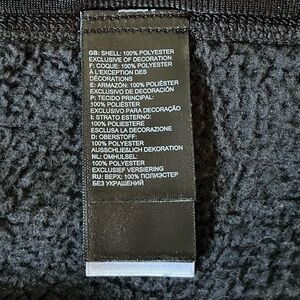 GB: SHELL: 100% POLYESTER
EXCLUSIVE OF DECORATION
F: COQUE: 100% POLYESTER
À L'EXCEPTION DES
DÉCORATIONS
E: ARMAZÓN: 100% POLIÉSTER
EXCLUSIVO DE DECORACIÓN
P: TECIDO PRINCIPAL:
100% POLIÉSTER
EXCLUSIVO PARA DECORAÇÃO
I: STRATO ESTERNO:
100% POLIESTERE
ESCLUSA LA DECORAZIONE
D: OBERSTOFF:
100% POLYESTER
AUSSCHLIEßLICH DEKORATION
NL: OMHULSEL:
100% POLYESTER
EXCLUSIEF VERSIERING
RU: ВЕРХ: 100% ПОЛИЭСТЕР
БЕЗ УКРАШЕНИЙ